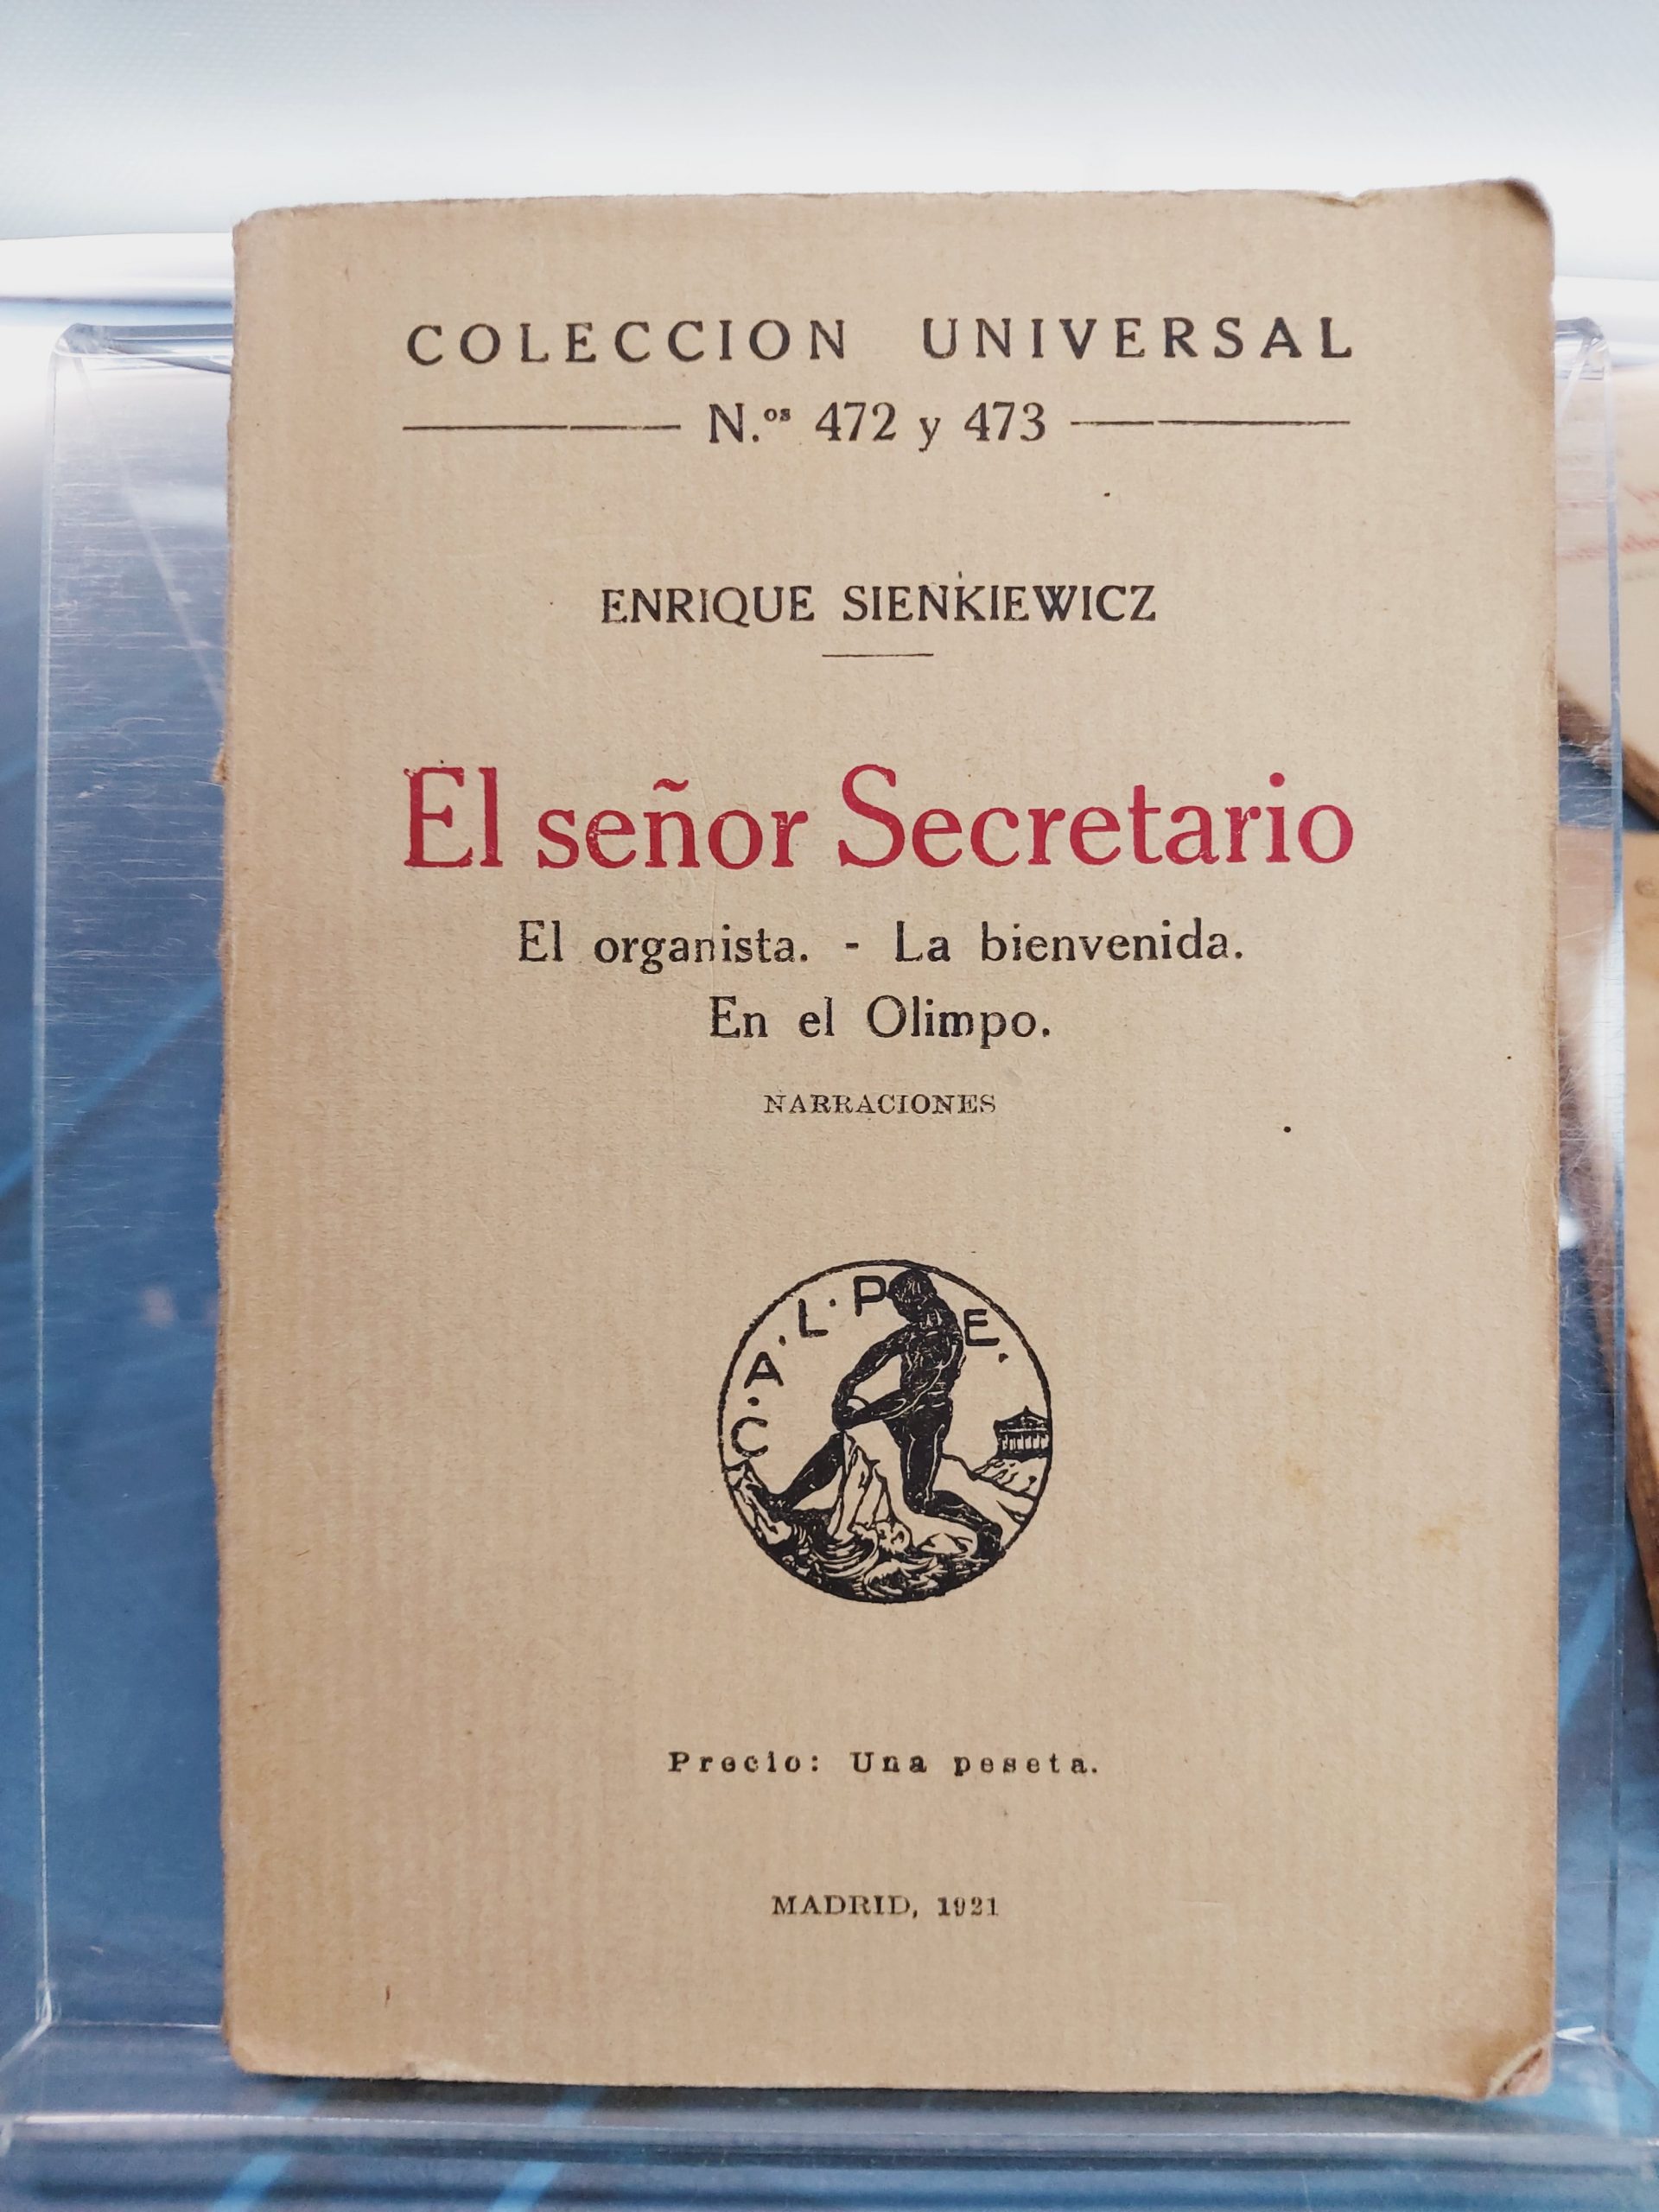 COLECCION UNIVERSAL
N.os 472 y 473
ENRIQUE SIENKIEWICZ
El señor Secretario
El organista. - La bienvenida.
En el Olimpo.
NARRACIONES
C.A.L.PE.
Precio: Una peseta.
MADRID, 1921